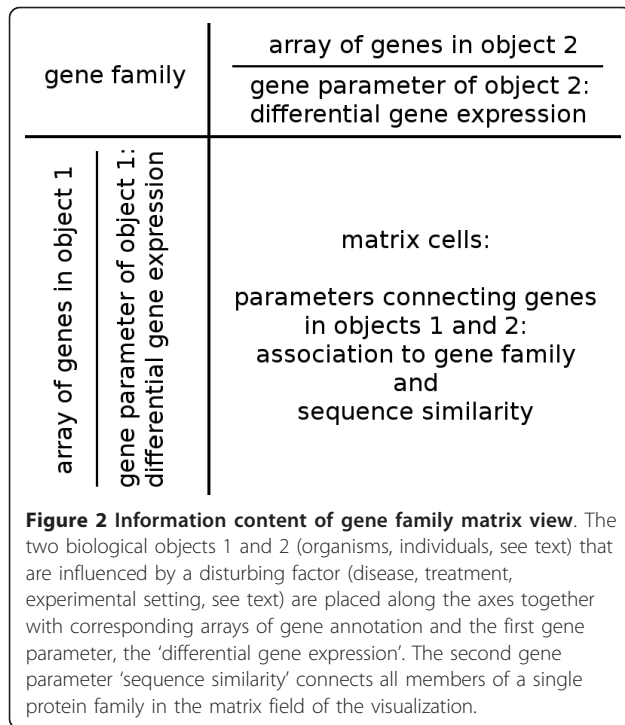 gene family
array of genes in object 2
gene parameter of object 2:
differential gene expression
array of genes in object 1
gene parameter of object 1:
differential gene expression
matrix cells:
parameters connecting genes
in objects 1 and 2:
association to gene family
and
sequence similarity
Figure 2 Information content of gene family matrix view. The
two biological objects 1 and 2 (organisms, individuals, see text) that
are influenced by a disturbing factor (disease, treatment,
experimental setting, see text) are placed along the axes together
with corresponding arrays of gene annotation and the first gene
parameter, the ‘differential gene expression’. The second gene
parameter ‘sequence similarity’ connects all members of a single
protein family in the matrix field of the visualization.